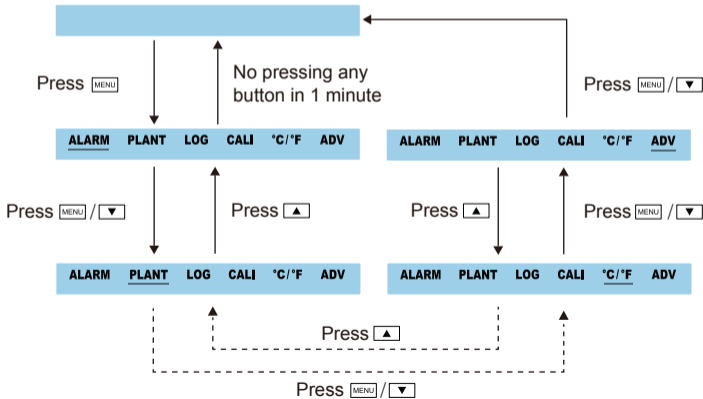 Press MENU
No pressing any
button in 1 minute
Press MENU / ▼
ALARM PLANT LOG CALI °C/°F ADV
ALARM PLANT LOG CALI °C/°F ADV
Press MENU / ▼
Press ▲
Press ▲
Press MENU / ▼
ALARM PLANT LOG CALI °C/°F ADV
ALARM PLANT LOG CALI °C/°F ADV
Press ▲
Press MENU / ▼